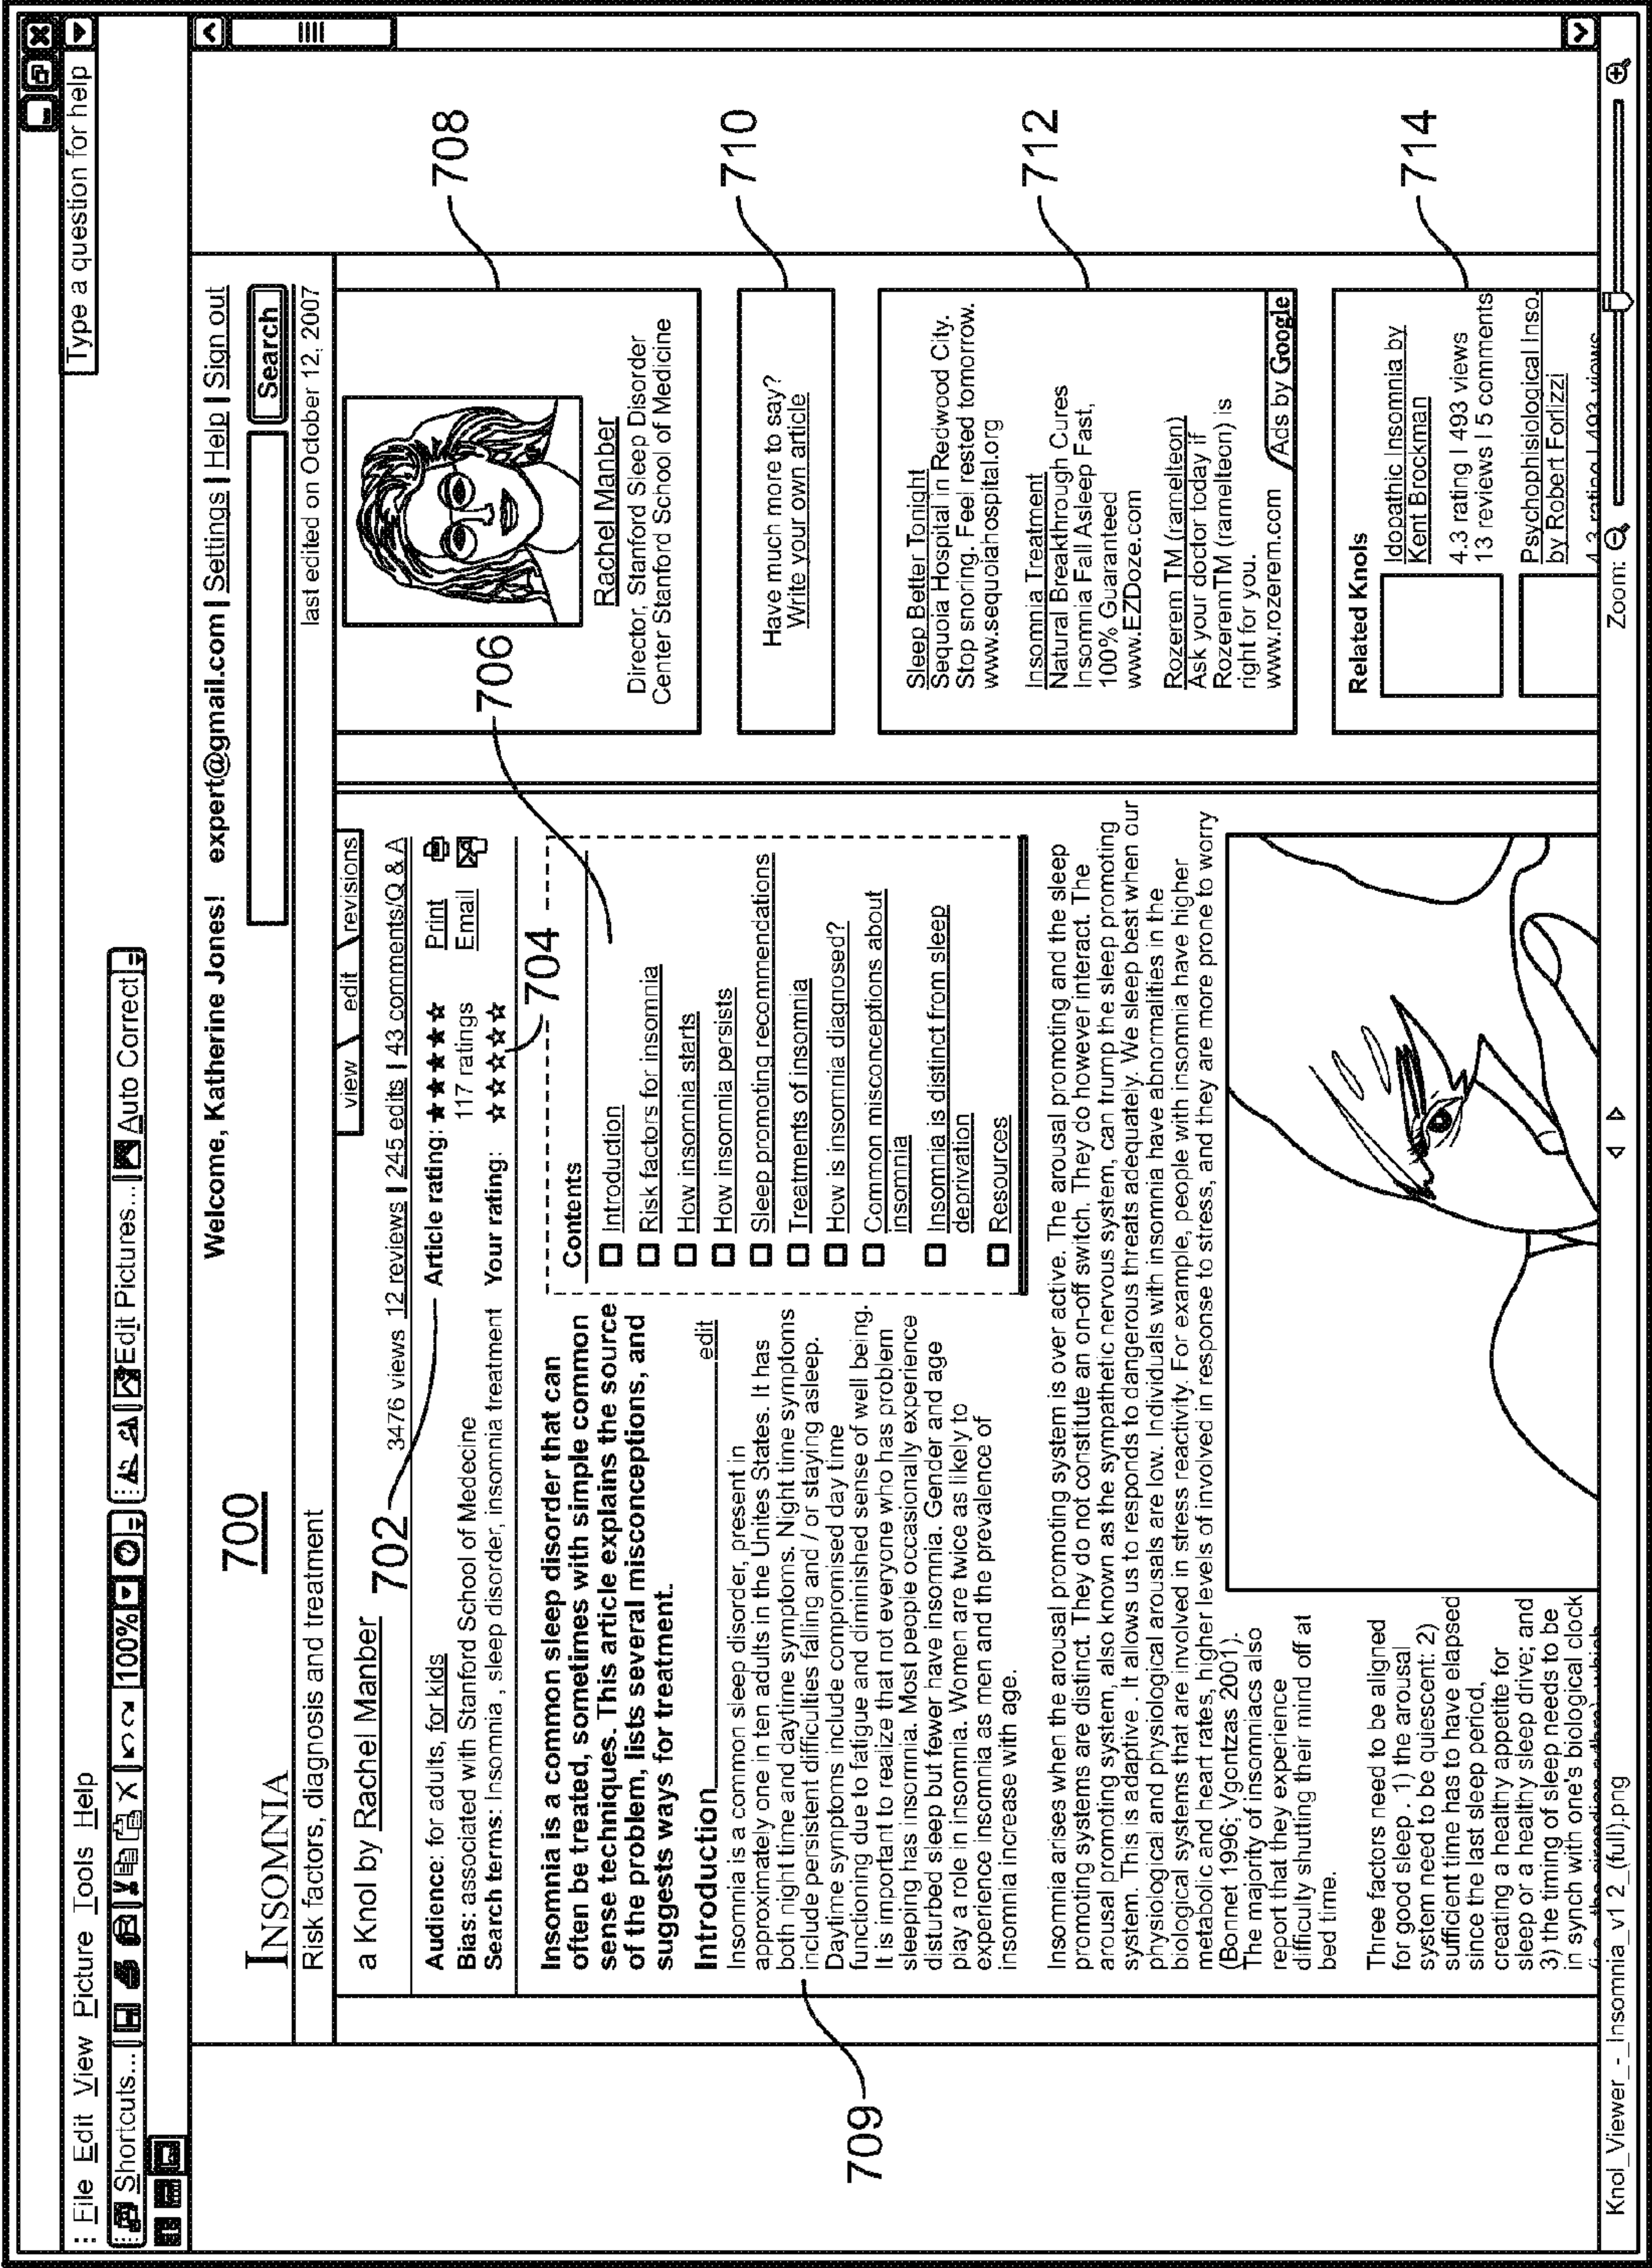 File Edit View Picture Tools Help
Type a question for help
Shortcuts...
100%
Edit Pictures...
Auto Correct
700
Welcome, Katherine Jones! expert@gmail.com | Settings | Help | Sign out
INSOMNIA
Search
Risk factors, diagnosis and treatment
last edited on October 12, 2007
view edit revisions
a Knol by Rachel Manber
702
3476 views 12 reviews | 245 edits | 43 comments/Q & A
Audience: for adults, for kids
Article rating: ★★★★★
Print
Bias: associated with Stanford School of Medecine
117 ratings
Email
Search terms: Insomnia , sleep disorder, insomnia treatment
Your rating: ☆☆☆☆☆
704
706
Insomnia is a common sleep disorder that can
often be treated, sometimes with simple common
sense techniques. This article explains the source
of the problem, lists several misconceptions, and
suggests ways for treatment.
Contents
Introduction
Risk factors for insomnia
How insomnia starts
How insomnia persists
Sleep promoting recommendations
Treatments of insomnia
How is insomnia diagnosed?
Common misconceptions about
insomnia
Insomnia is distinct from sleep
deprivation
Resources
Introduction
edit
Insomnia is a common sleep disorder, present in
approximately one in ten adults in the Unites States. It has
both night time and daytime symptoms. Night time symptoms
include persistent difficulties falling and / or staying asleep.
Daytime symptoms include compromised day time
functioning due to fatigue and diminished sense of well being.
It is important to realize that not everyone who has problem
sleeping has insomnia. Most people occasionally experience
disturbed sleep but fewer have insomnia. Gender and age
play a role in insomnia. Women are twice as likely to
experience insomnia as men and the prevalence of
insomnia increase with age.
709
Insomnia arises when the arousal promoting system is over active. The arousal promoting and the sleep
promoting systems are distinct. They do not constitute an on-off switch. They do however interact. The
arousal promoting system, also known as the sympathetic nervous system, can trump the sleep promoting
system. This is adaptive . It allows us to responds to dangerous threats adequately. We sleep best when our
physiological and physiological arousals are low. Individuals with insomnia have abnormalities in the
biological systems that are involved in stress reactivity. For example, people with insomnia have higher
metabolic and heart rates, higher levels of involved in response to stress, and they are more prone to worry
(Bonnet 1996; Vgontzas 2001).
The majority of insomniacs also
report that they experience
difficulty shutting their mind off at
bed time.
Three factors need to be aligned
for good sleep . 1) the arousal
system need to be quiescent: 2)
sufficient time has to have elapsed
since the last sleep period,
creating a healthy appetite for
sleep or a healthy sleep drive; and
3) the timing of sleep needs to be
in synch with one's biological clock
708
Rachel Manber
Director, Stanford Sleep Disorder
Center Stanford School of Medicine
710
Have much more to say?
Write your own article
712
Sleep Better Tonight
Sequoia Hospital in Redwood City.
Stop snoring. Feel rested tomorrow.
www.sequoiahospital.org
Insomnia Treatment
Natural Breakthrough Cures
Insomnia Fall Asleep Fast,
100% Guaranteed
www.EZDoze.com
Rozerem TM (ramelteon)
Ask your doctor today if
Rozerem TM (ramelteon) is
right for you.
www.rozerem.com
Ads by Google
714
Related Knols
Idopathic Insomnia by
Kent Brockman
4.3 rating | 493 views
13 reviews | 5 comments
Psychophisiological Inso.
by Robert Forlizzi
4.3 rating | 493 views
Knol_Viewer_-_Insomnia_v1 2_(full).png
Zoom: